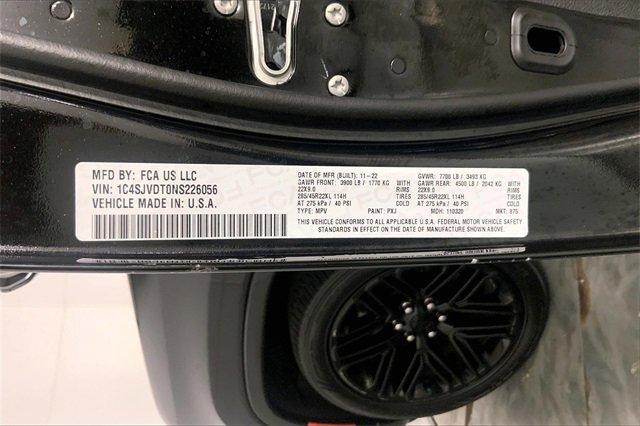 MFD BY: FCA US LLC
VIN: 1C4SJVDT0NS226056
VEHICLE MADE IN: U.S.A.
DATE OF MFR (BUILT): 11-22 GVWR: 7700 LB / 3493 KG
GAWR FRONT: 3900 LB / 1770 KG GAWR REAR: 4500 LB / 2042 KG
22X9.0 RIMS 22X9.0 RIMS
285/45R22XL 114H TIRES 285/45R22XL 114H TIRES
AT 275 kPa / 40 PSI COLD AT 275 kPa / 40 PSI COLD
TYPE: MPV PAINT: PXJ MDH: 110320 MKT: 875
THIS VEHICLE CONFORMS TO ALL APPLICABLE U.S.A. FEDERAL MOTOR VEHICLE SAFETY
STANDARDS IN EFFECT ON THE DATE OF MANUFACTURE SHOWN ABOVE.